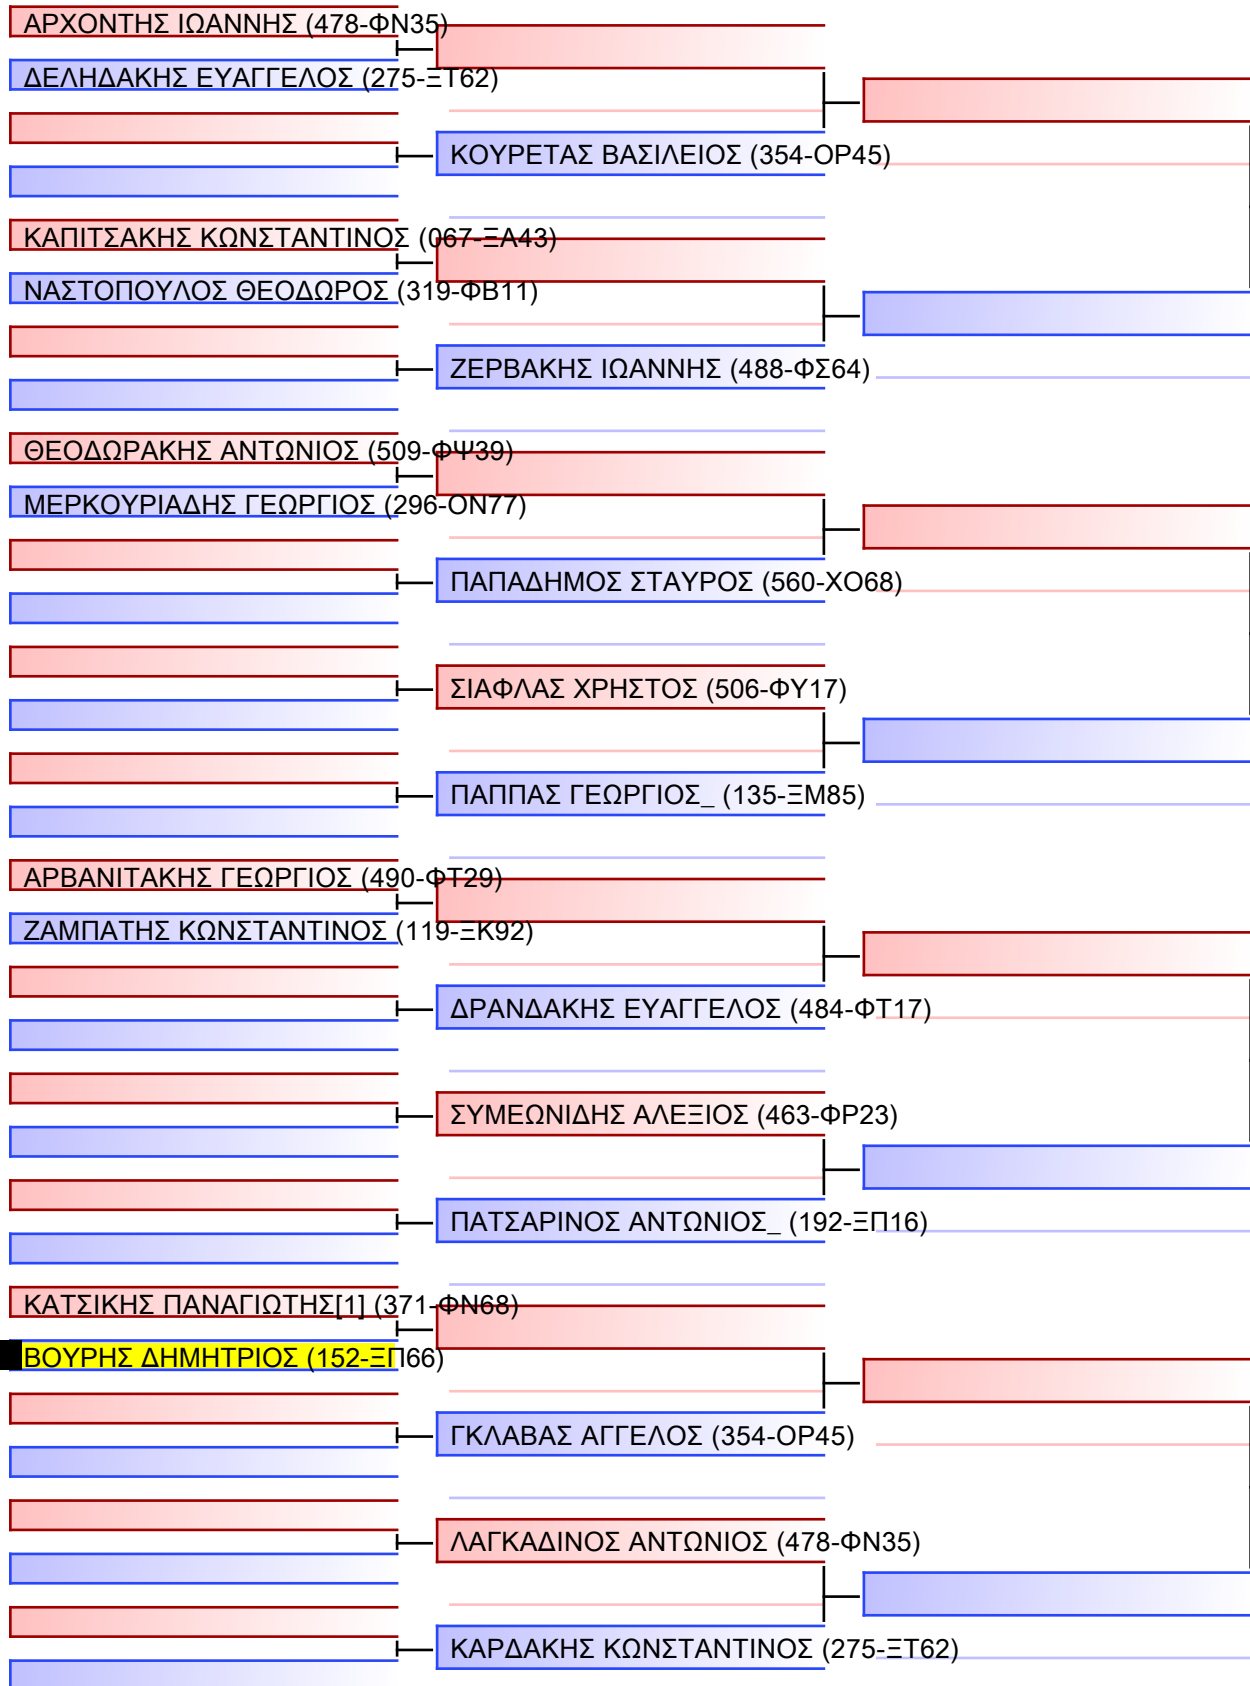 ΑΡΧΟΝΤΗΣ ΙΩΑΝΝΗΣ (478-ΦΝ35)
ΔΕΛΗΔΑΚΗΣ ΕΥΑΓΓΕΛΟΣ (275-ΞΤ62)
ΚΟΥΡΕΤΑΣ ΒΑΣΙΛΕΙΟΣ (354-ΟΡ45)
ΚΑΠΙΤΣΑΚΗΣ ΚΩΝΣΤΑΝΤΙΝΟΣ (067-ΞΑ43)
ΝΑΣΤΟΠΟΥΛΟΣ ΘΕΟΔΩΡΟΣ (319-ΦΒ11)
ΖΕΡΒΑΚΗΣ ΙΩΑΝΝΗΣ (488-ΦΣ64)
ΘΕΟΔΩΡΑΚΗΣ ΑΝΤΩΝΙΟΣ (509-ΦΨ39)
ΜΕΡΚΟΥΡΙΑΔΗΣ ΓΕΩΡΓΙΟΣ (296-ΟΝ77)
ΠΑΠΑΔΗΜΟΣ ΣΤΑΥΡΟΣ (560-ΧΟ68)
ΣΙΑΦΛΑΣ ΧΡΗΣΤΟΣ (506-ΦΥ17)
ΠΑΠΠΑΣ ΓΕΩΡΓΙΟΣ_ (135-ΞΜ85)
ΑΡΒΑΝΙΤΑΚΗΣ ΓΕΩΡΓΙΟΣ (490-ΦΤ29)
ΖΑΜΠΑΤΗΣ ΚΩΝΣΤΑΝΤΙΝΟΣ (119-ΞΚ92)
ΔΡΑΝΔΑΚΗΣ ΕΥΑΓΓΕΛΟΣ (484-ΦΤ17)
ΣΥΜΕΩΝΙΔΗΣ ΑΛΕΞΙΟΣ (463-ΦΡ23)
ΠΑΤΣΑΡΙΝΟΣ ΑΝΤΩΝΙΟΣ_ (192-ΞΠ16)
ΚΑΤΣΙΚΗΣ ΠΑΝΑΓΙΩΤΗΣ[1] (371-ΦΝ68)
ΒΟΥΡΗΣ ΔΗΜΗΤΡΙΟΣ (152-ΞΠ66)
ΓΚΛΑΒΑΣ ΑΓΓΕΛΟΣ (354-ΟΡ45)
ΛΑΓΚΑΔΙΝΟΣ ΑΝΤΩΝΙΟΣ (478-ΦΝ35)
ΚΑΡΔΑΚΗΣ ΚΩΝΣΤΑΝΤΙΝΟΣ (275-ΞΤ62)